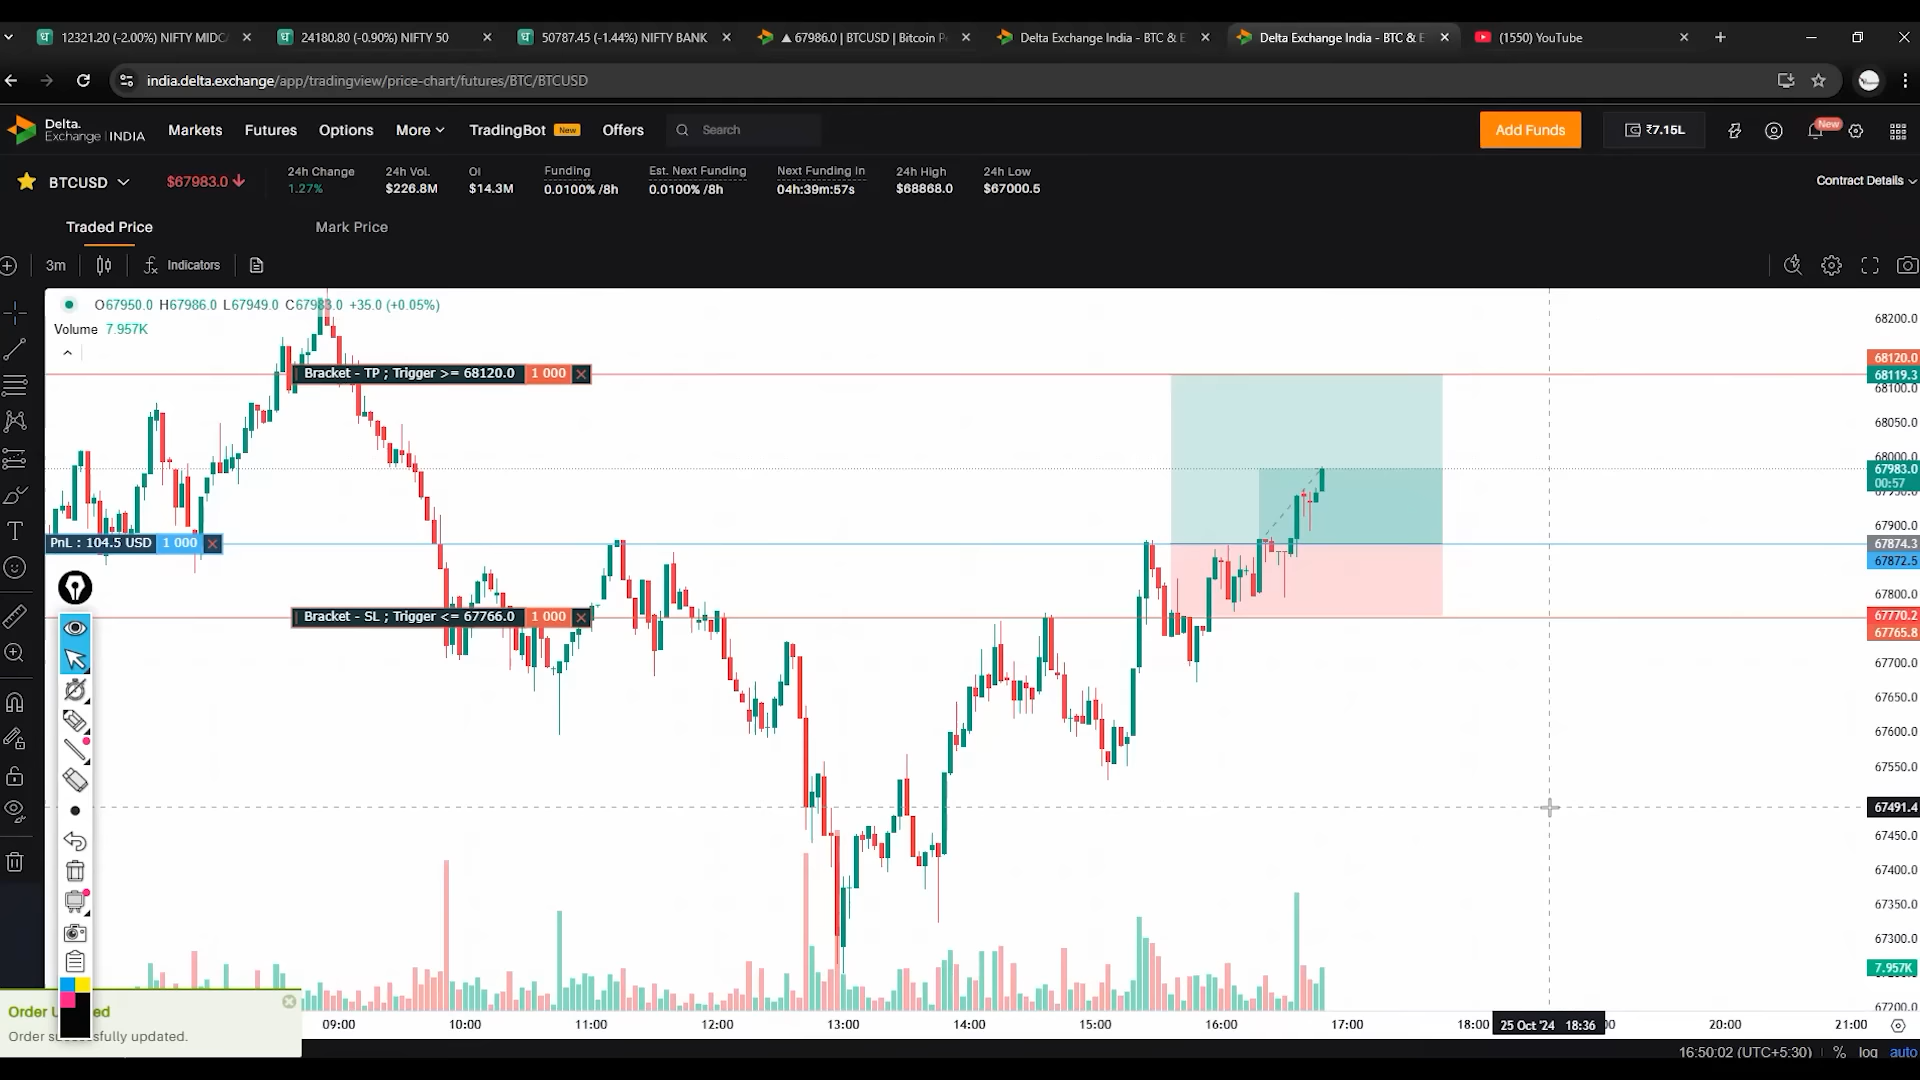 12321.20 (-2.00%) NIFTY MIDC
24180.80 (-0.90%) NIFTY 50
50787.45 (-1.44%) NIFTY BANK
▲ 67986.0 | BTCUSD | Bitcoin P
Delta Exchange India - BTC & E
Delta Exchange India - BTC & E
(1550) YouTube
india.delta.exchange/app/tradingview/price-chart/futures/BTC/BTCUSD
Delta.
Exchange INDIA
Markets
Futures
Options
More
TradingBot New
Offers
Search
Add Funds
₹7.15L
New
BTCUSD
$67983.0
24h Change
1.27%
24h Vol.
$226.8M
OI
$14.3M
Funding
0.0100% /8h
Est. Next Funding
0.0100% /8h
Next Funding In
04h:39m:57s
24h High
$68868.0
24h Low
$67000.5
Contract Details
Traded Price
Mark Price
3m
Indicators
O67950.0 H67986.0 L67949.0 C67983.0 +35.0 (+0.05%)
Volume 7.957K
Bracket - TP ; Trigger >= 68120.0 1 000
PnL : 104.5 USD 1 000
Bracket - SL ; Trigger <= 67766.0 1 000
68200.0
68120.0
68119.3
68100.0
68050.0
68000.0
67983.0
00:57
67900.0
67874.3
67872.5
67800.0
67770.2
67765.8
67700.0
67650.0
67600.0
67550.0
67491.4
67450.0
67400.0
67350.0
67300.0
7.957K
67200.0
09:00
10:00
11:00
12:00
13:00
14:00
15:00
16:00
17:00
18:00
25 Oct '24 18:36
20:00
21:00
Order successfully updated.
16:50:02 (UTC+5:30)
%
log
auto